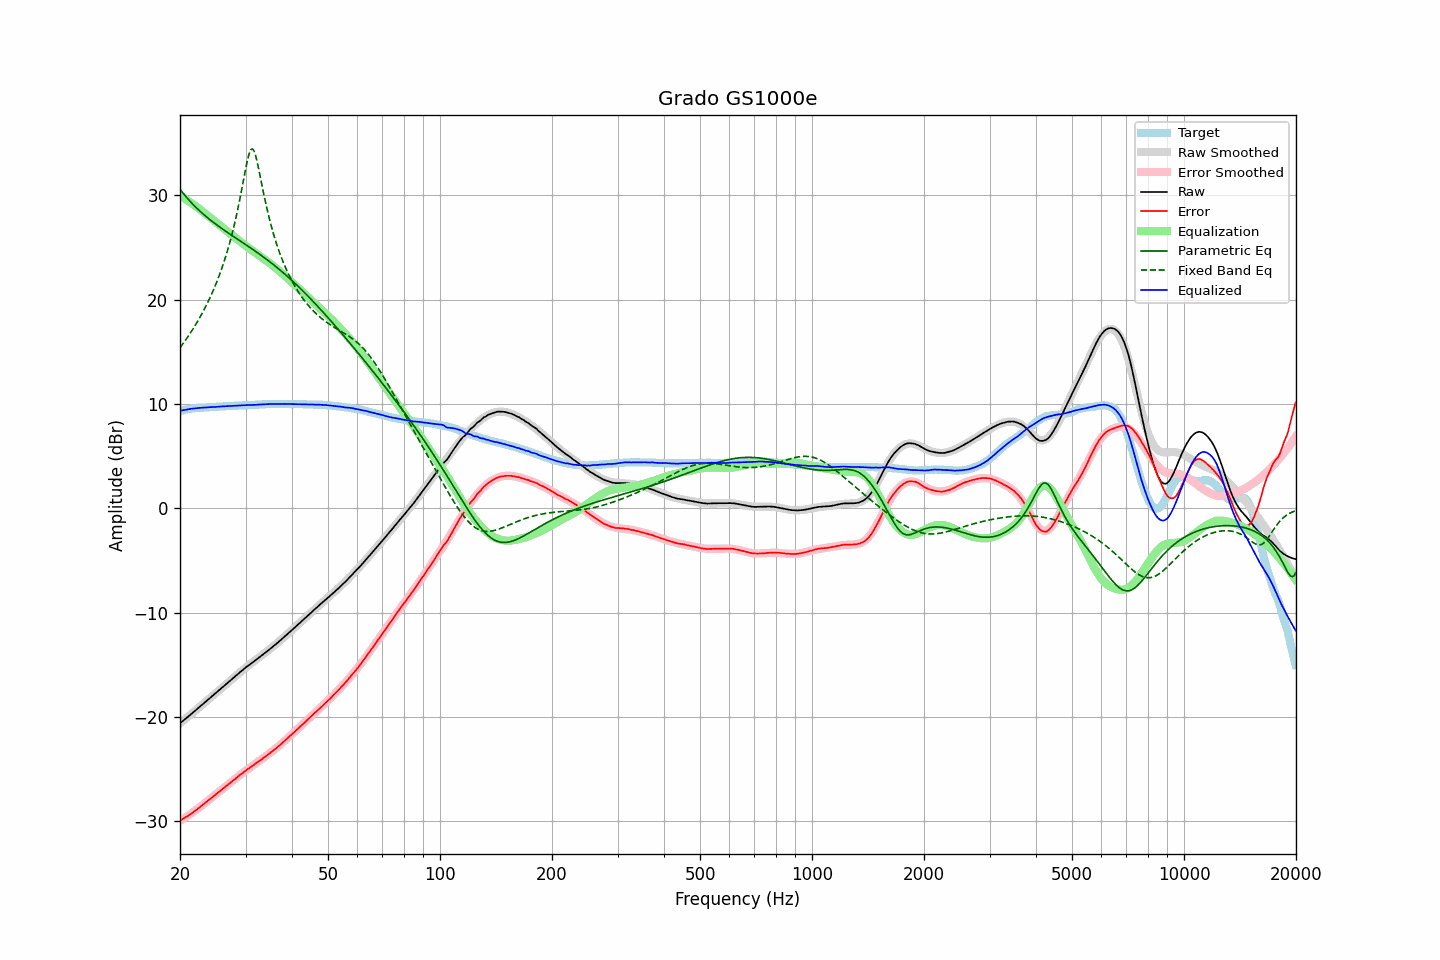 Grado GS1000e
Target
Raw Smoothed
Error Smoothed
Raw
Error
Equalization
Parametric Eq
Fixed Band Eq
Equalized
30
20
10
0
−10
−20
−30
Amplitude (dBr)
20 50 100 200 500 1000 2000 5000 10000 20000
Frequency (Hz)